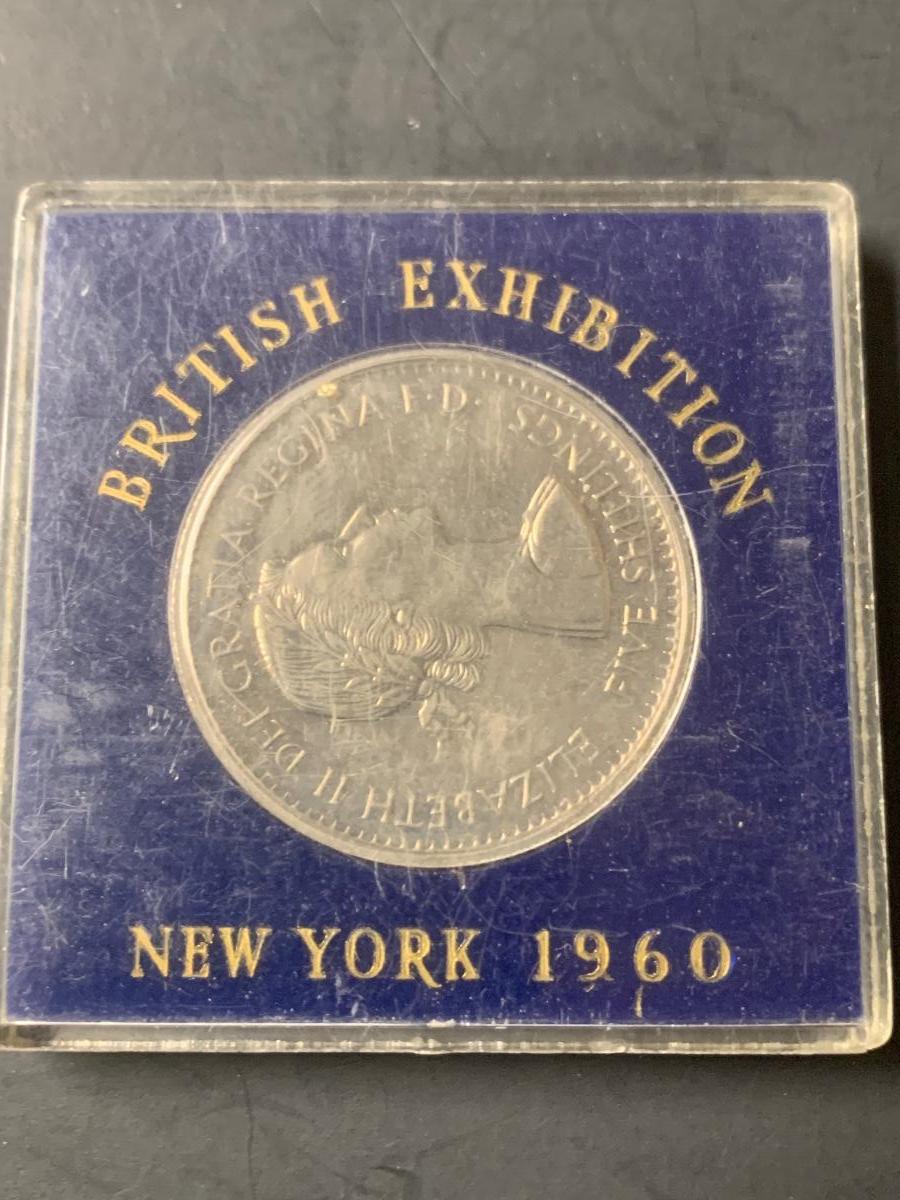 BRITISH EXHIBITION
ELIZABETH II DEI GRATIA REGINA F·D·
FIVE SHILLINGS
NEW YORK 1960